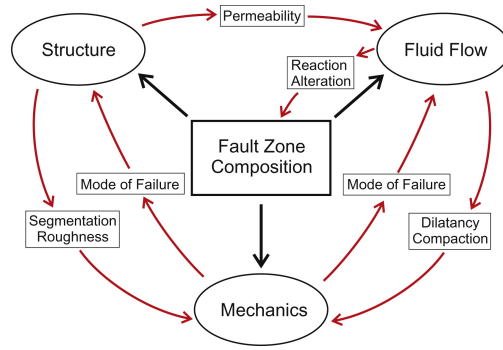 Permeability
Structure
Fluid Flow
Reaction
Alteration
Fault Zone
Composition
Mode of Failure
Mode of Failure
Segmentation
Roughness
Dilatancy
Compaction
Mechanics